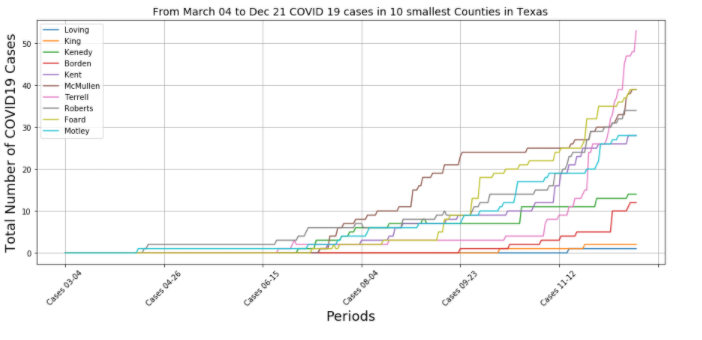 From March 04 to Dec 21 COVID 19 cases in 10 smallest Counties in Texas
Total Number of COVID19 Cases
50
40
30
20
10
0
Loving
King
Kenedy
Borden
Kent
McMullen
Terrell
Roberts
Foard
Motley
Cases 03-04
Cases 04-26
Cases 06-15
Cases 08-04
Cases 09-23
Cases 11-12
Periods